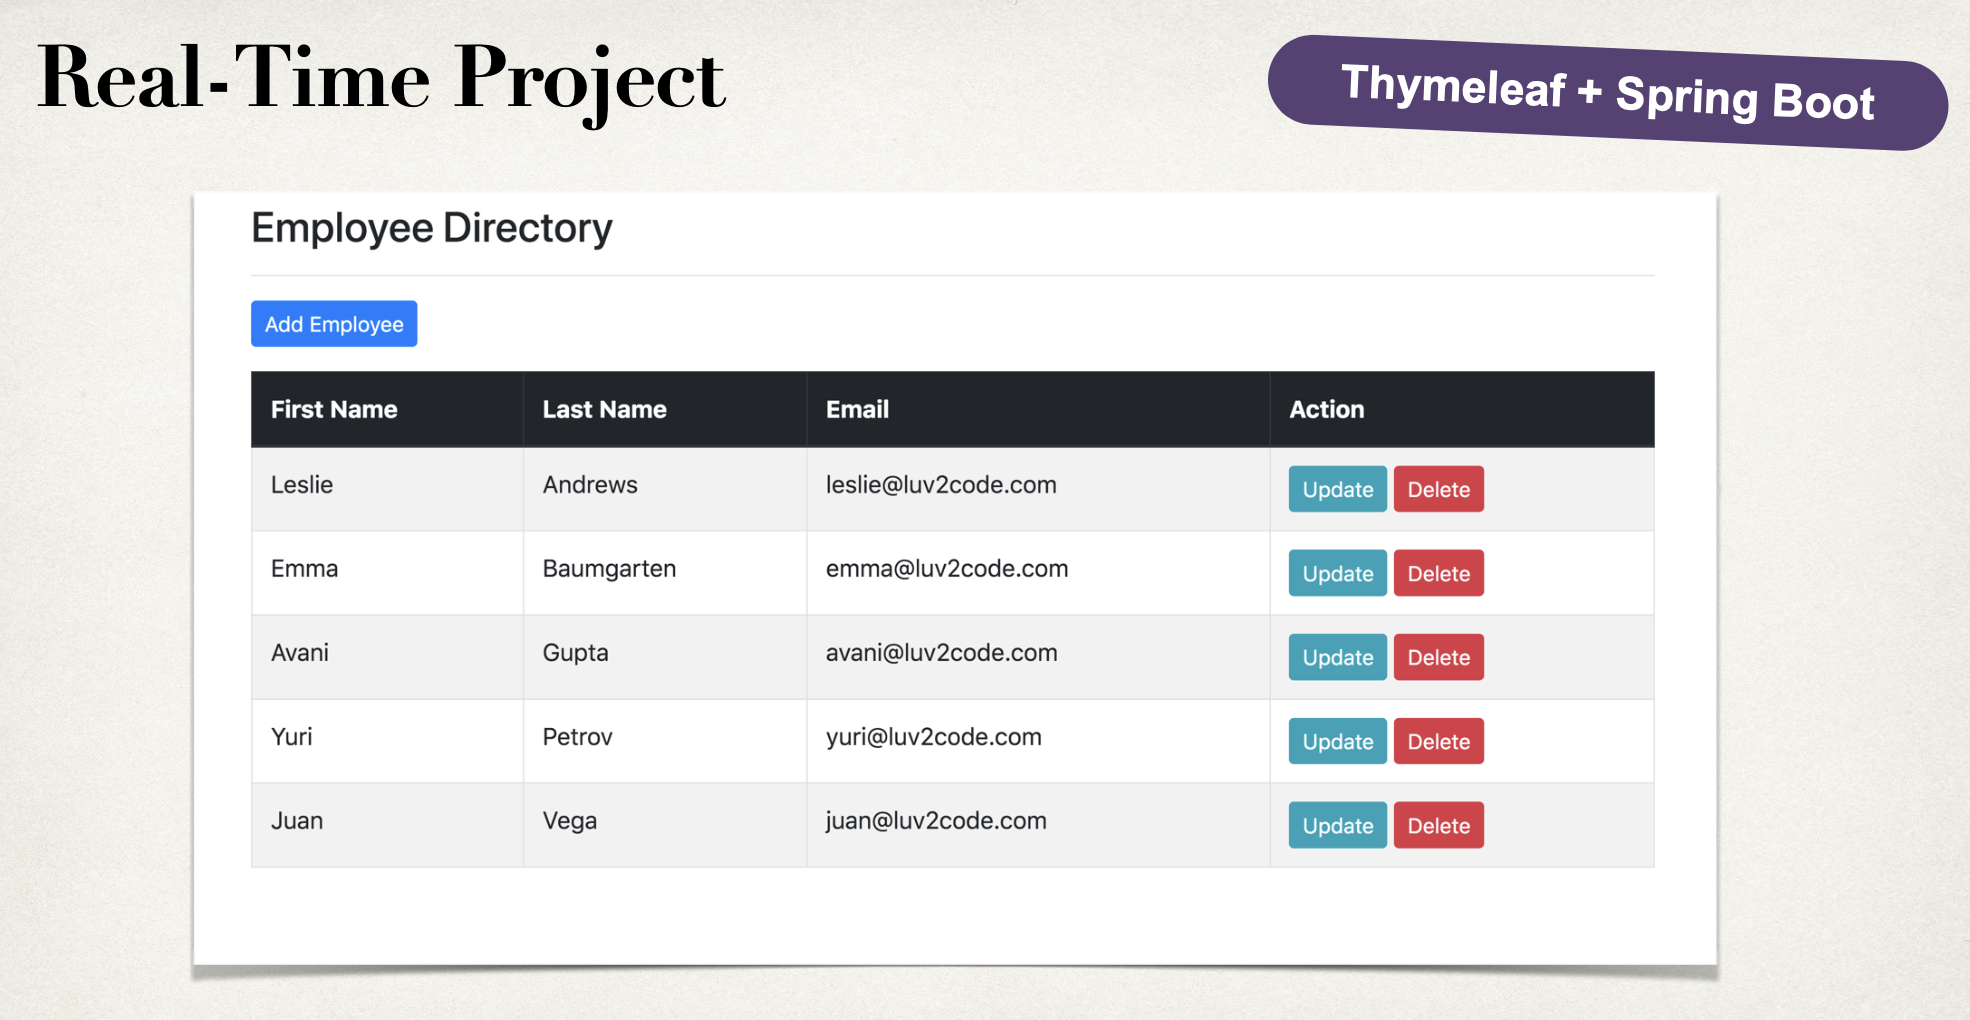 Real-Time Project
Thymeleaf + Spring Boot
Employee Directory
Add Employee
First Name Last Name Email Action
Leslie Andrews leslie@luv2code.com Update Delete
Emma Baumgarten emma@luv2code.com Update Delete
Avani Gupta avani@luv2code.com Update Delete
Yuri Petrov yuri@luv2code.com Update Delete
Juan Vega juan@luv2code.com Update Delete